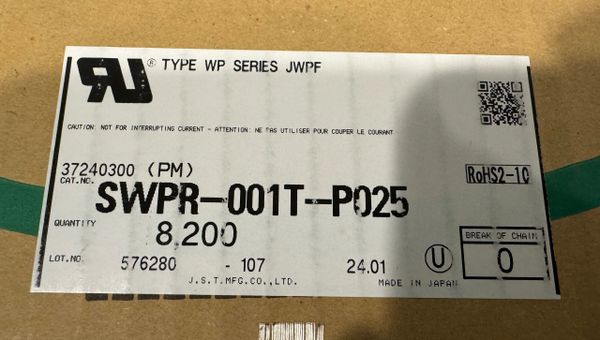 ® TYPE WP SERIES JWPF
CAUTION: NOT FOR INTERRUPTING CURRENT - ATTENTION: NE PAS UTILISER POUR COUPER LE COURANT
37240300 (PM)
RoHS2-10
CAT.NO.
SWPR-001T-P025
QUANTITY
8,200
BREAK OF CHAIN
0
LOT.NO.
576280 - 107
24.01
U
J.S.T.MFG.CO.,LTD.
MADE IN JAPAN